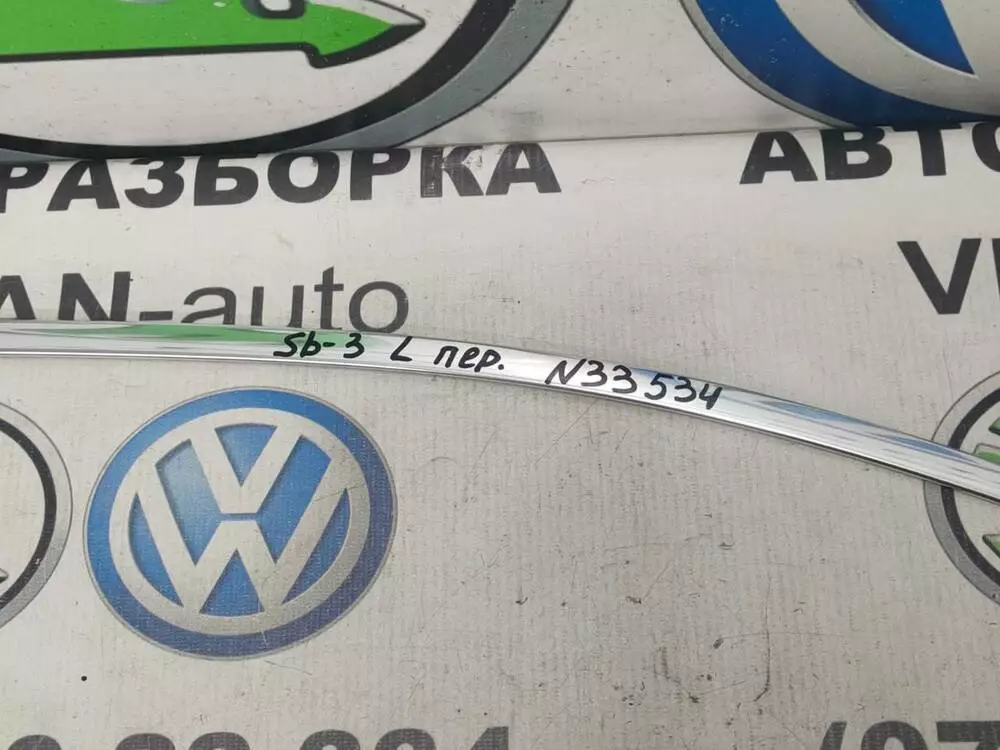 РАЗБОРКА АВТО
AN-auto V
Sb-3 L пер. N33534